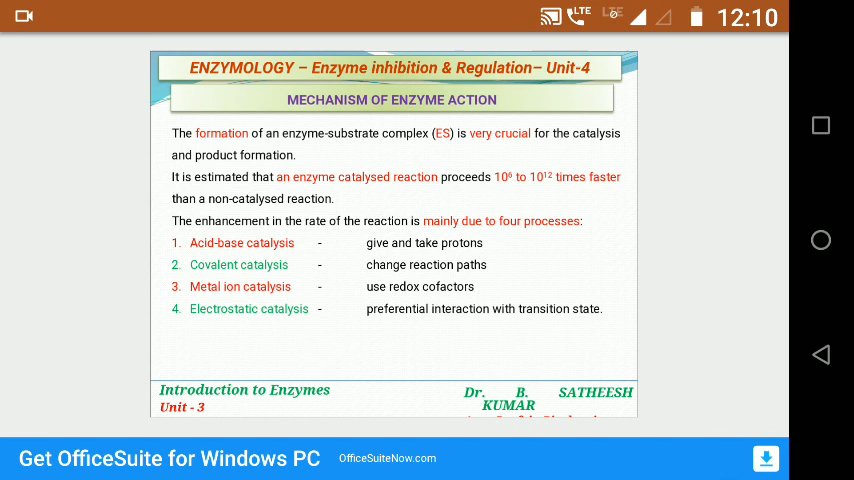 LTE
LTE
12:10
ENZYMOLOGY – Enzyme inhibition & Regulation– Unit-4
MECHANISM OF ENZYME ACTION
The formation of an enzyme-substrate complex (ES) is very crucial for the catalysis
and product formation.
It is estimated that an enzyme catalysed reaction proceeds 10⁶ to 10¹² times faster
than a non-catalysed reaction.
The enhancement in the rate of the reaction is mainly due to four processes:
1. Acid-base catalysis - give and take protons
2. Covalent catalysis - change reaction paths
3. Metal ion catalysis - use redox cofactors
4. Electrostatic catalysis - preferential interaction with transition state.
Introduction to Enzymes
Unit - 3
Dr. B. SATHEESH
KUMAR
Get OfficeSuite for Windows PC OfficeSuiteNow.com